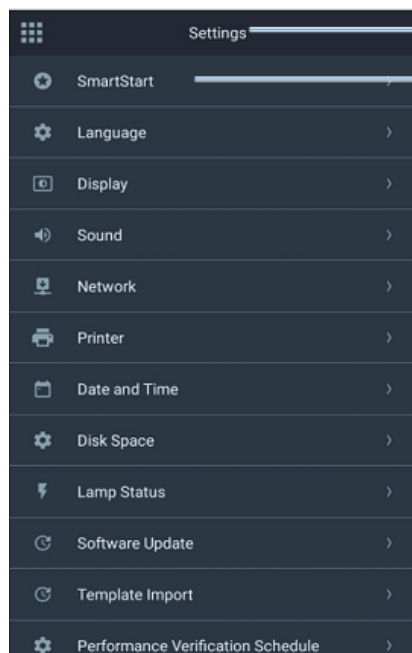 Settings
SmartStart
Language
Display
Sound
Network
Printer
Date and Time
Disk Space
Lamp Status
Software Update
Template Import
Performance Verification Schedule